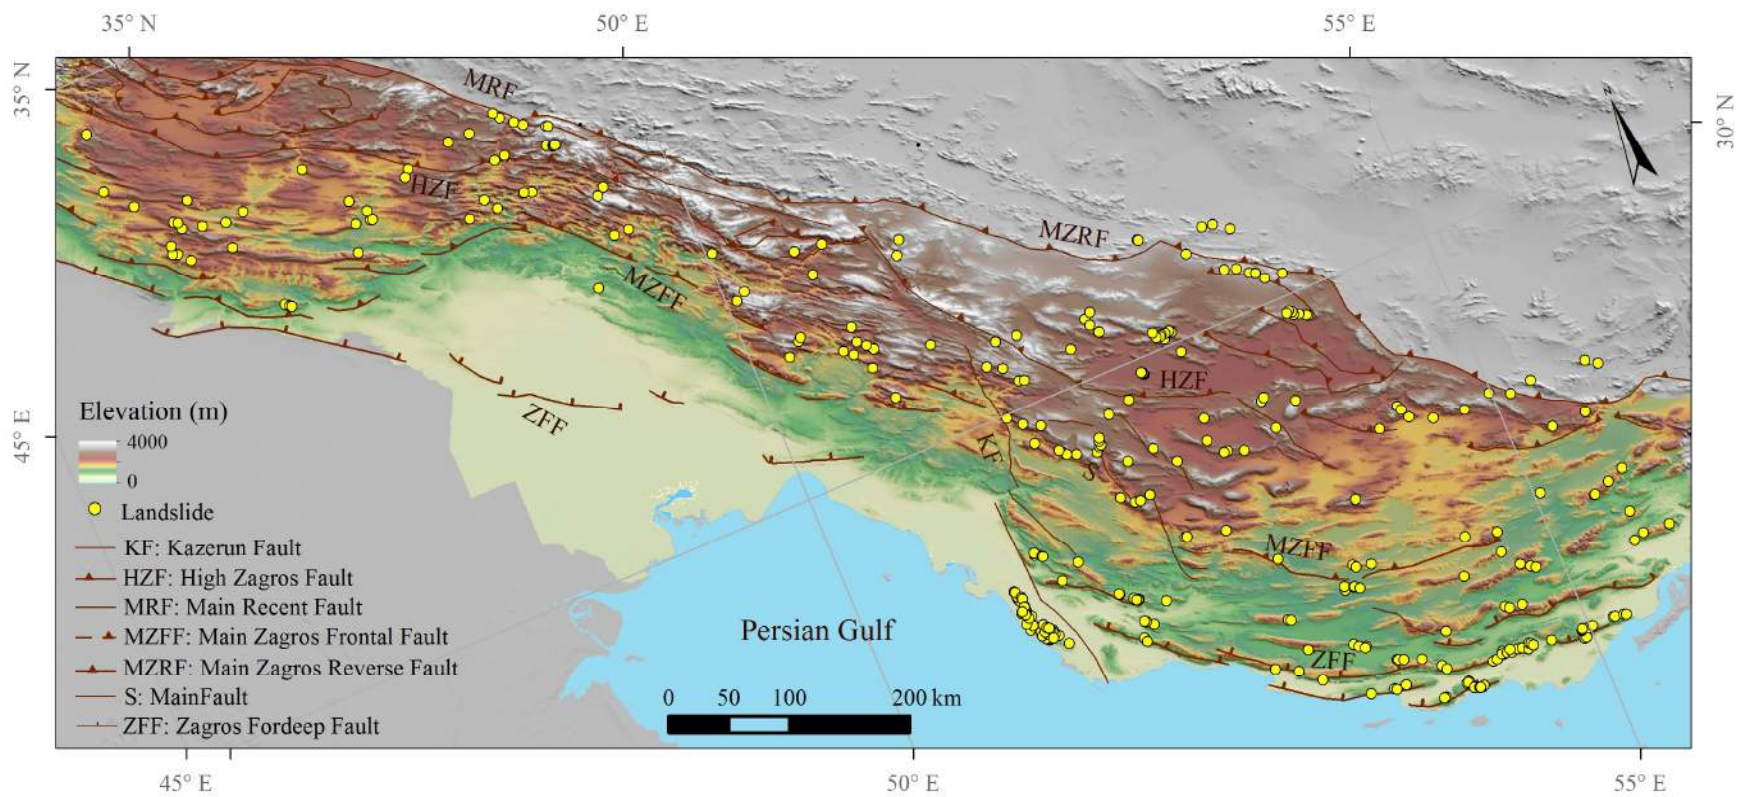 35° N
50° E
55° E
35° N
30° N
45° E
N
MRF
HZF
MZFF
MZRF
ZFF
HZF
KF
S
MZFF
ZFF
Persian Gulf
Elevation (m)
4000
0
Landslide
KF: Kazerun Fault
HZF: High Zagros Fault
MRF: Main Recent Fault
MZFF: Main Zagros Frontal Fault
MZRF: Main Zagros Reverse Fault
S: MainFault
ZFF: Zagros Fordeep Fault
0 50 100 200 km
45° E
50° E
55° E